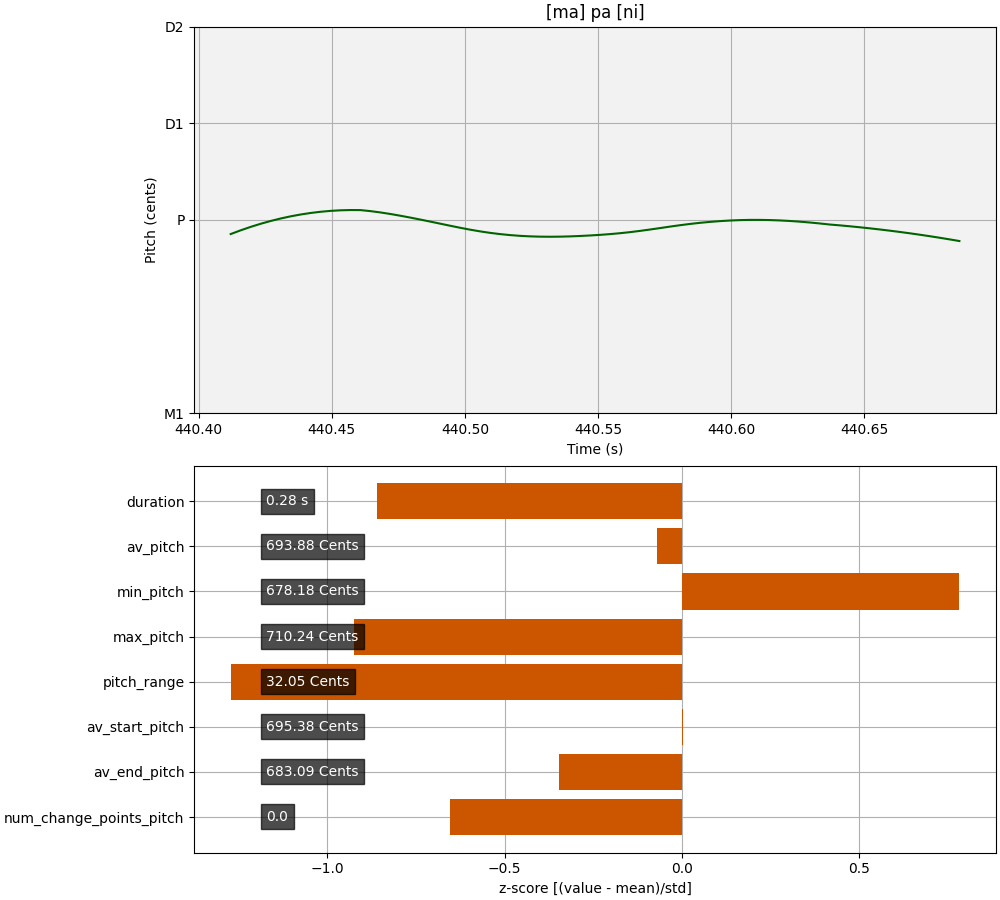 [ma] pa [ni]
D2
D1
P
M1
Pitch (cents)
440.40 440.45 440.50 440.55 440.60 440.65
Time (s)
duration 0.28 s
av_pitch 693.88 Cents
min_pitch 678.18 Cents
max_pitch 710.24 Cents
pitch_range 32.05 Cents
av_start_pitch 695.38 Cents
av_end_pitch 683.09 Cents
num_change_points_pitch 0.0
−1.0 −0.5 0.0 0.5
z-score [(value - mean)/std]